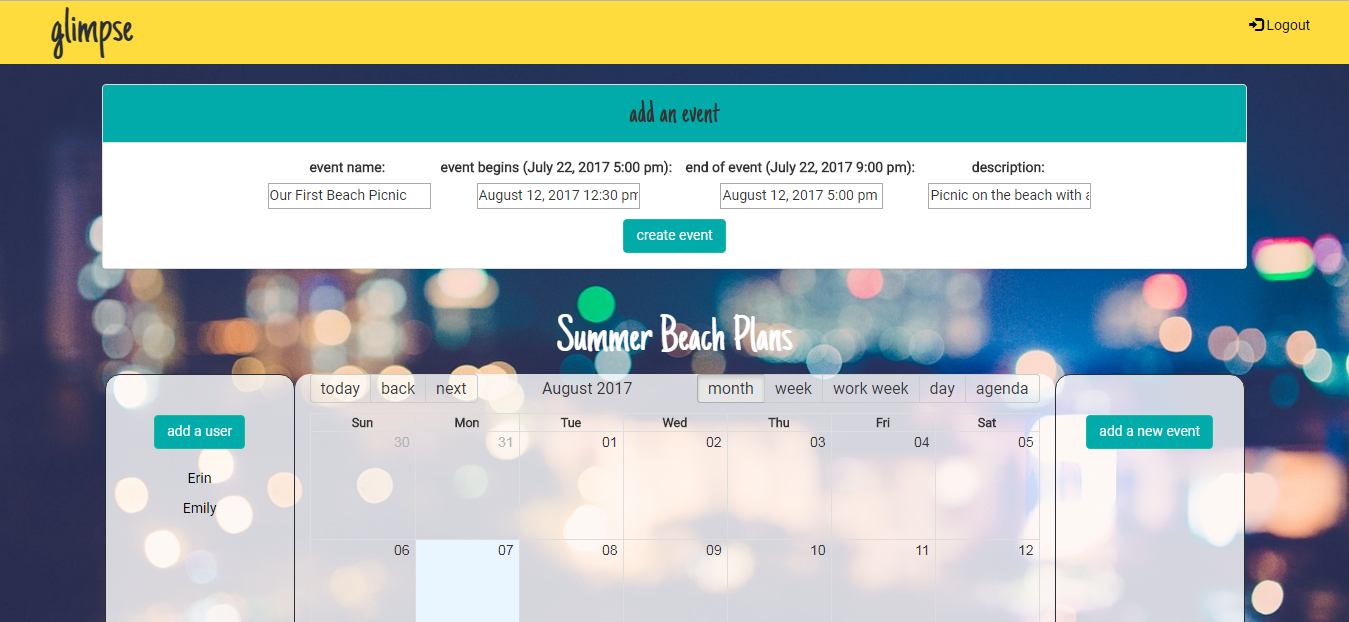 glimpse
Logout
add an event
event name: event begins (July 22, 2017 5:00 pm): end of event (July 22, 2017 9:00 pm): description:
Our First Beach Picnic August 12, 2017 12:30 pm August 12, 2017 5:00 pm Picnic on the beach with
create event
Summer Beach Plans
today back next August 2017 month week work week day agenda
Sun Mon Tue Wed Thu Fri Sat
add a user
add a new event
30 31 01 02 03 04 05
Erin
Emily
06 07 08 09 10 11 12